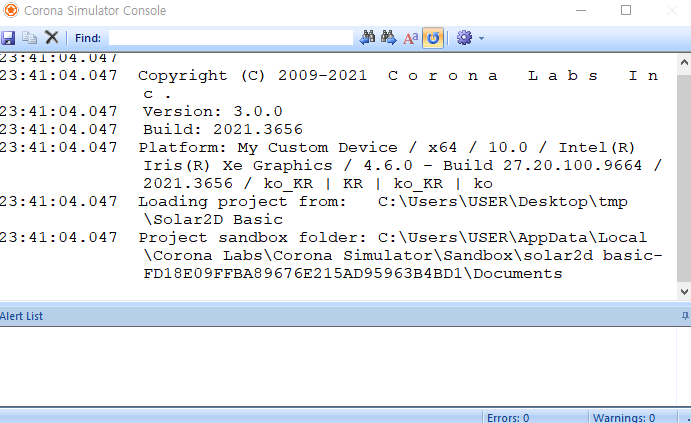 Corona Simulator Console
Find:
23:41:04.047
23:41:04.047 Copyright (C) 2009-2021 C o r o n a L a b s I n
c .
23:41:04.047 Version: 3.0.0
23:41:04.047 Build: 2021.3656
23:41:04.047 Platform: My Custom Device / x64 / 10.0 / Intel(R)
Iris(R) Xe Graphics / 4.6.0 - Build 27.20.100.9664 /
2021.3656 / ko_KR | KR | ko_KR | ko
23:41:04.047 Loading project from: C:\Users\USER\Desktop\tmp
\Solar2D Basic
23:41:04.047 Project sandbox folder: C:\Users\USER\AppData\Local
\Corona Labs\Corona Simulator\Sandbox\solar2d basic-
FD18E09FFBA89676E215AD95963B4BD1\Documents
Alert List
Errors: 0 Warnings: 0